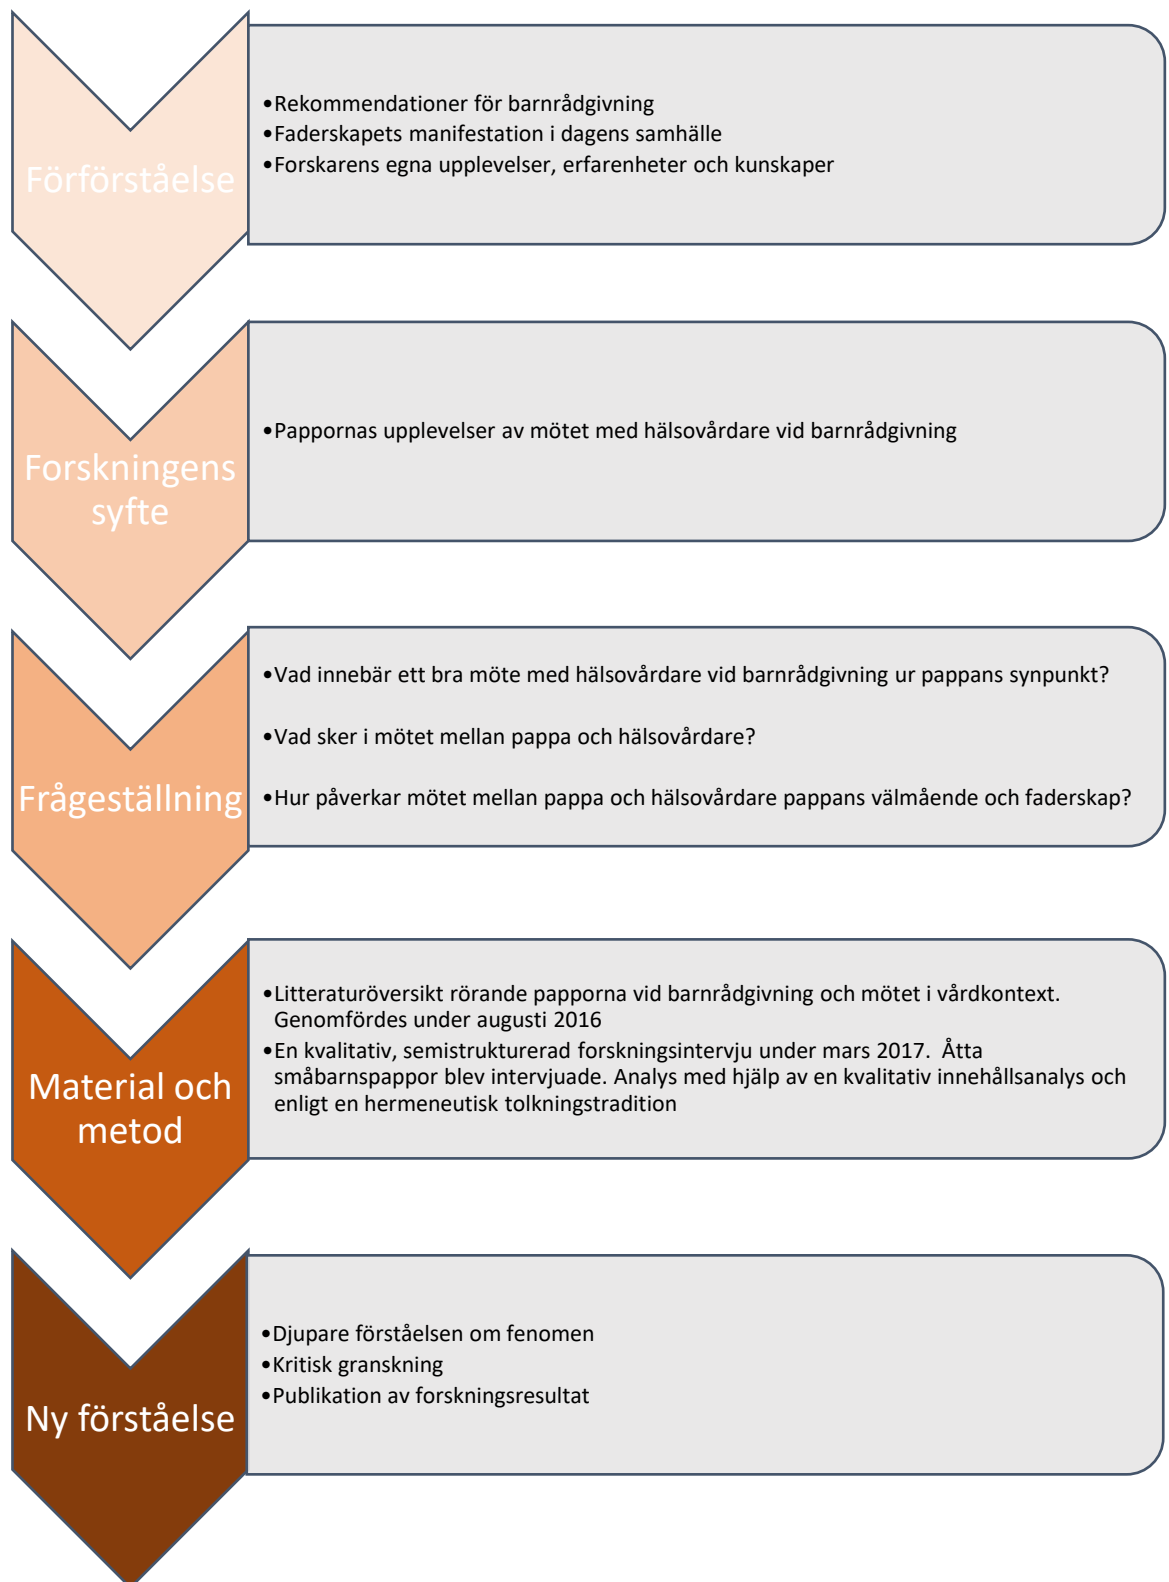 Förförståelse
•Rekommendationer för barnrådgivning
•Faderskapets manifestation i dagens samhälle
•Forskarens egna upplevelser, erfarenheter och kunskaper
Forskningens
syfte
•Pappornas upplevelser av mötet med hälsovårdare vid barnrådgivning
Frågeställning
•Vad innebär ett bra möte med hälsovårdare vid barnrådgivning ur pappans synpunkt?
•Vad sker i mötet mellan pappa och hälsovårdare?
•Hur påverkar mötet mellan pappa och hälsovårdare pappans välmående och faderskap?
Material och
metod
•Litteraturöversikt rörande papporna vid barnrådgivning och mötet i vårdkontext.
Genomfördes under augusti 2016
•En kvalitativ, semistrukturerad forskningsintervju under mars 2017.  Åtta
småbarnspappor blev intervjuade. Analys med hjälp av en kvalitativ innehållsanalys och
enligt en hermeneutisk tolkningstradition
Ny förståelse
•Djupare förståelsen om fenomen
•Kritisk granskning
•Publikation av forskningsresultat